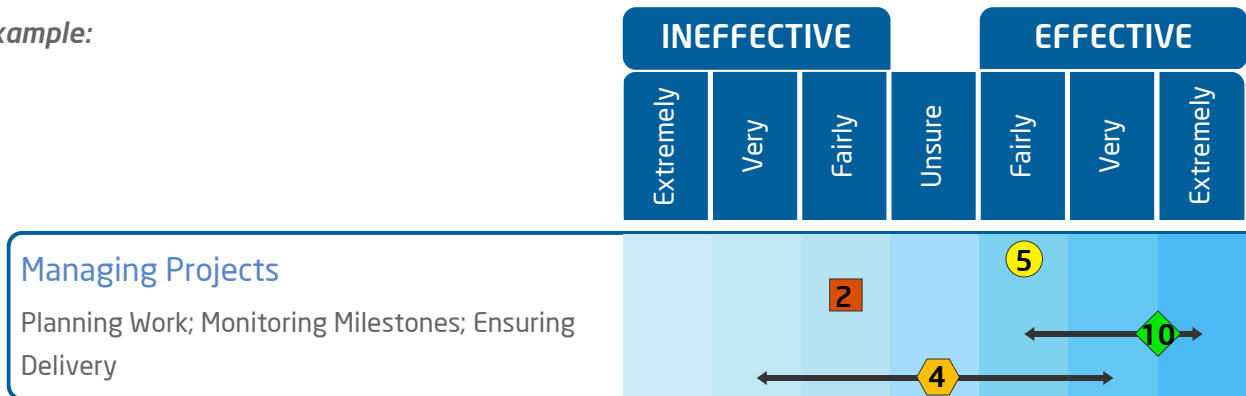 xample:
INEFFECTIVE
EFFECTIVE
Extremely
Very
Fairly
Unsure
Fairly
Very
Extremely
Managing Projects
Planning Work; Monitoring Milestones; Ensuring
Delivery
5
2
10
4